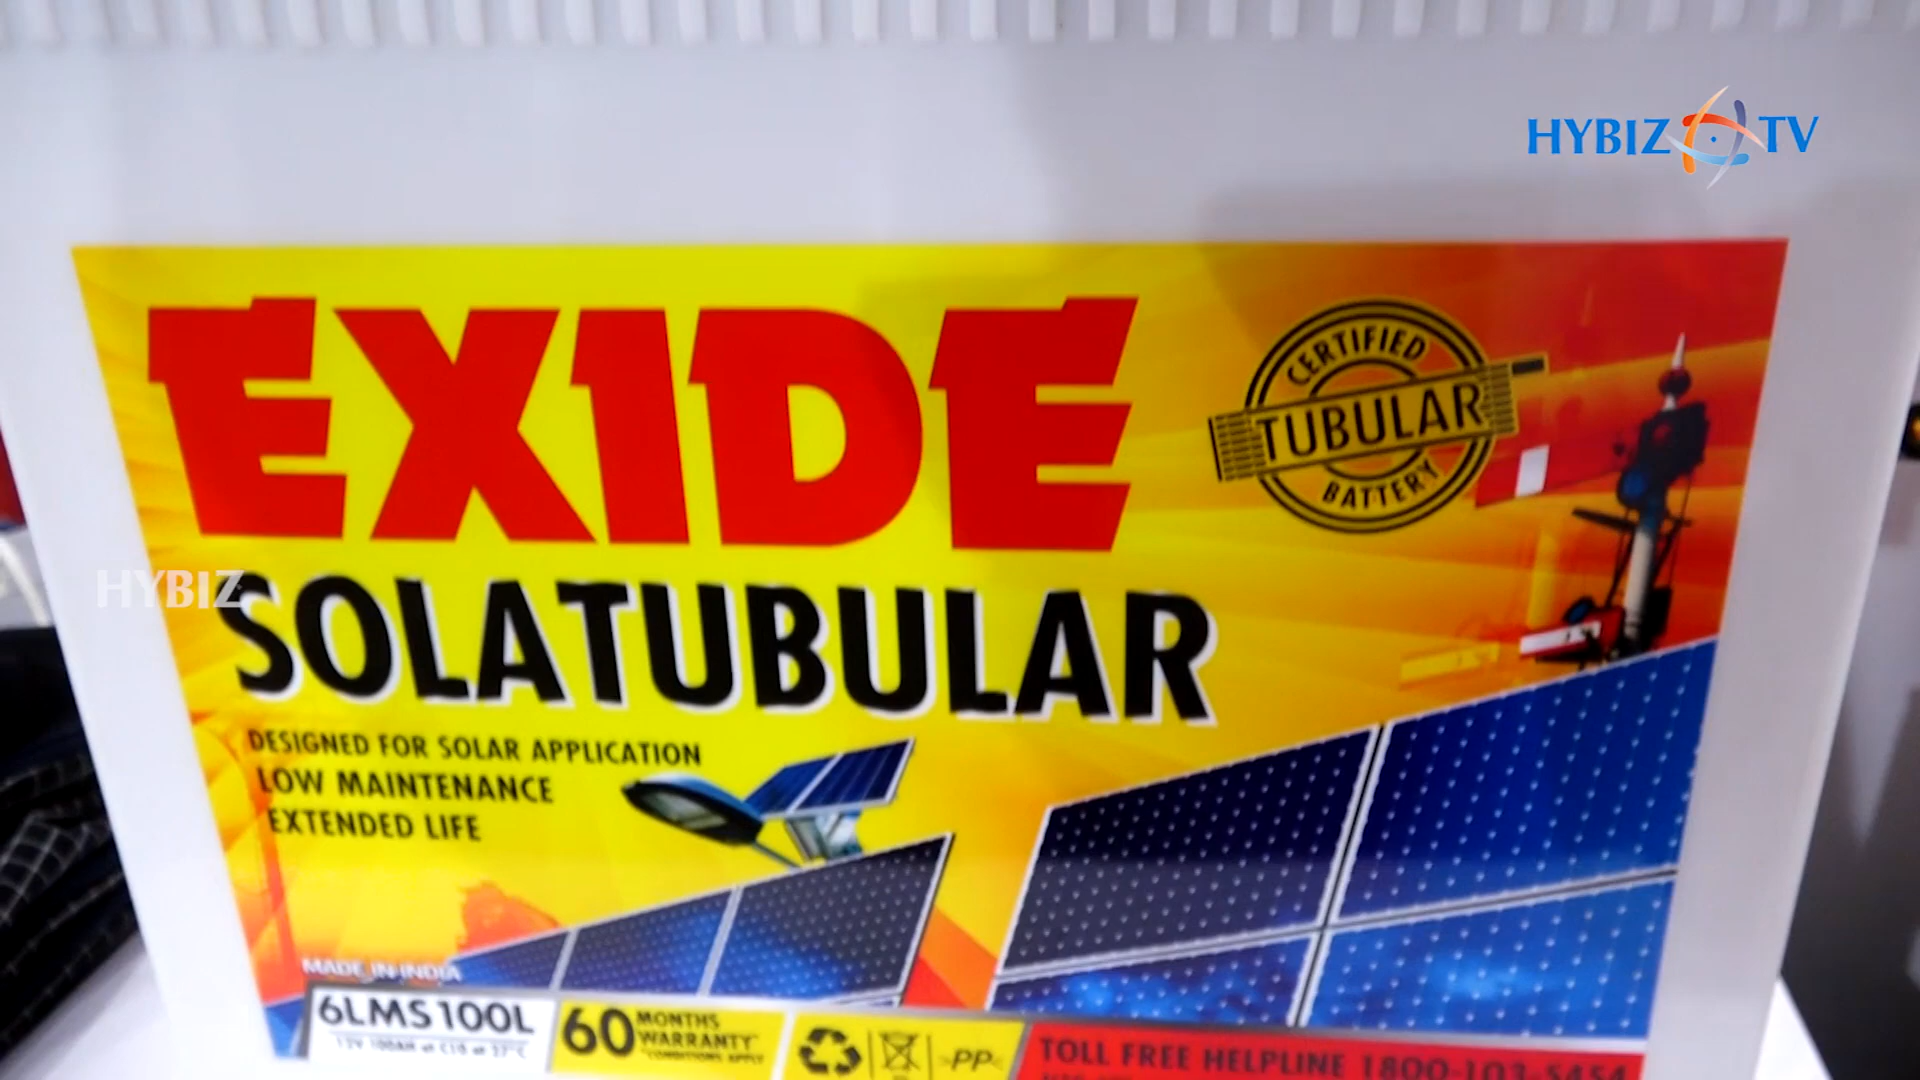 HYBIZ TV
EXIDE
CERTIFIED
TUBULAR
BATTERY
HYBIZ
SOLATUBULAR
DESIGNED FOR SOLAR APPLICATION
LOW MAINTENANCE
EXTENDED LIFE
MADE IN INDIA
6LMS100L
12V 100AH at C10 at 27°C
60 MONTHS
WARRANTY*
*CONDITIONS APPLY
PP
TOLL FREE HELPLINE 1800-103-5454